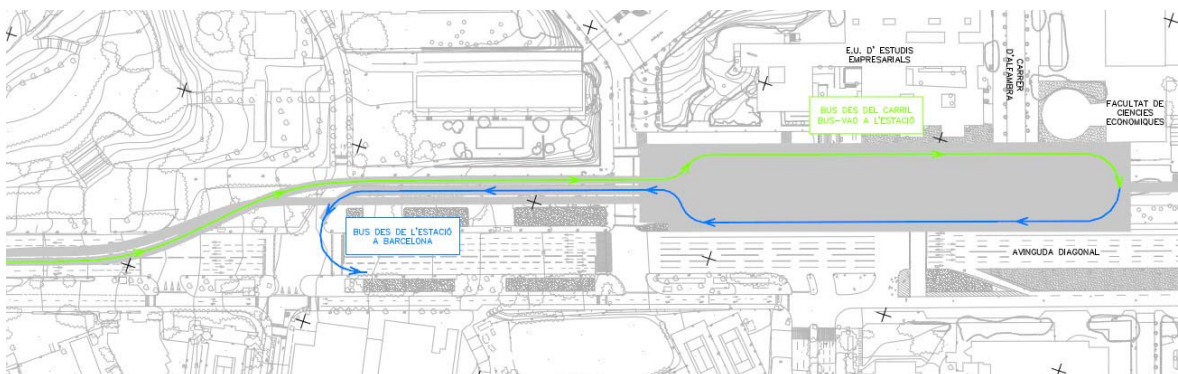 E.U. D' ESTUDIS
EMPRESARIALS
CARRER
D'ALFAMBRA
BUS DES DEL CARRIL
BUS-VAO A L'ESTACIÓ
FACULTAT DE
CIENCIES
ECONOMIQUES
BUS DES DE L'ESTACIÓ
A BARCELONA
AVINGUDA DIAGONAL